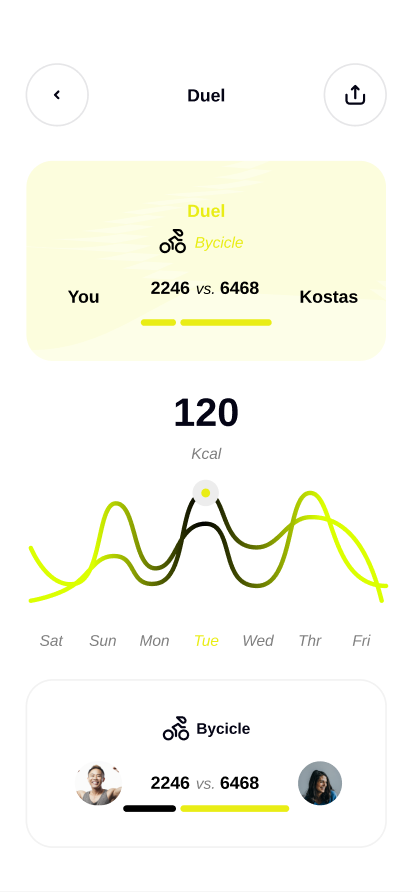 Duel
Duel
Bycicle
You 2246 vs. 6468 Kostas
120
Kcal
Sat Sun Mon Tue Wed Thr Fri
Bycicle
2246 vs. 6468